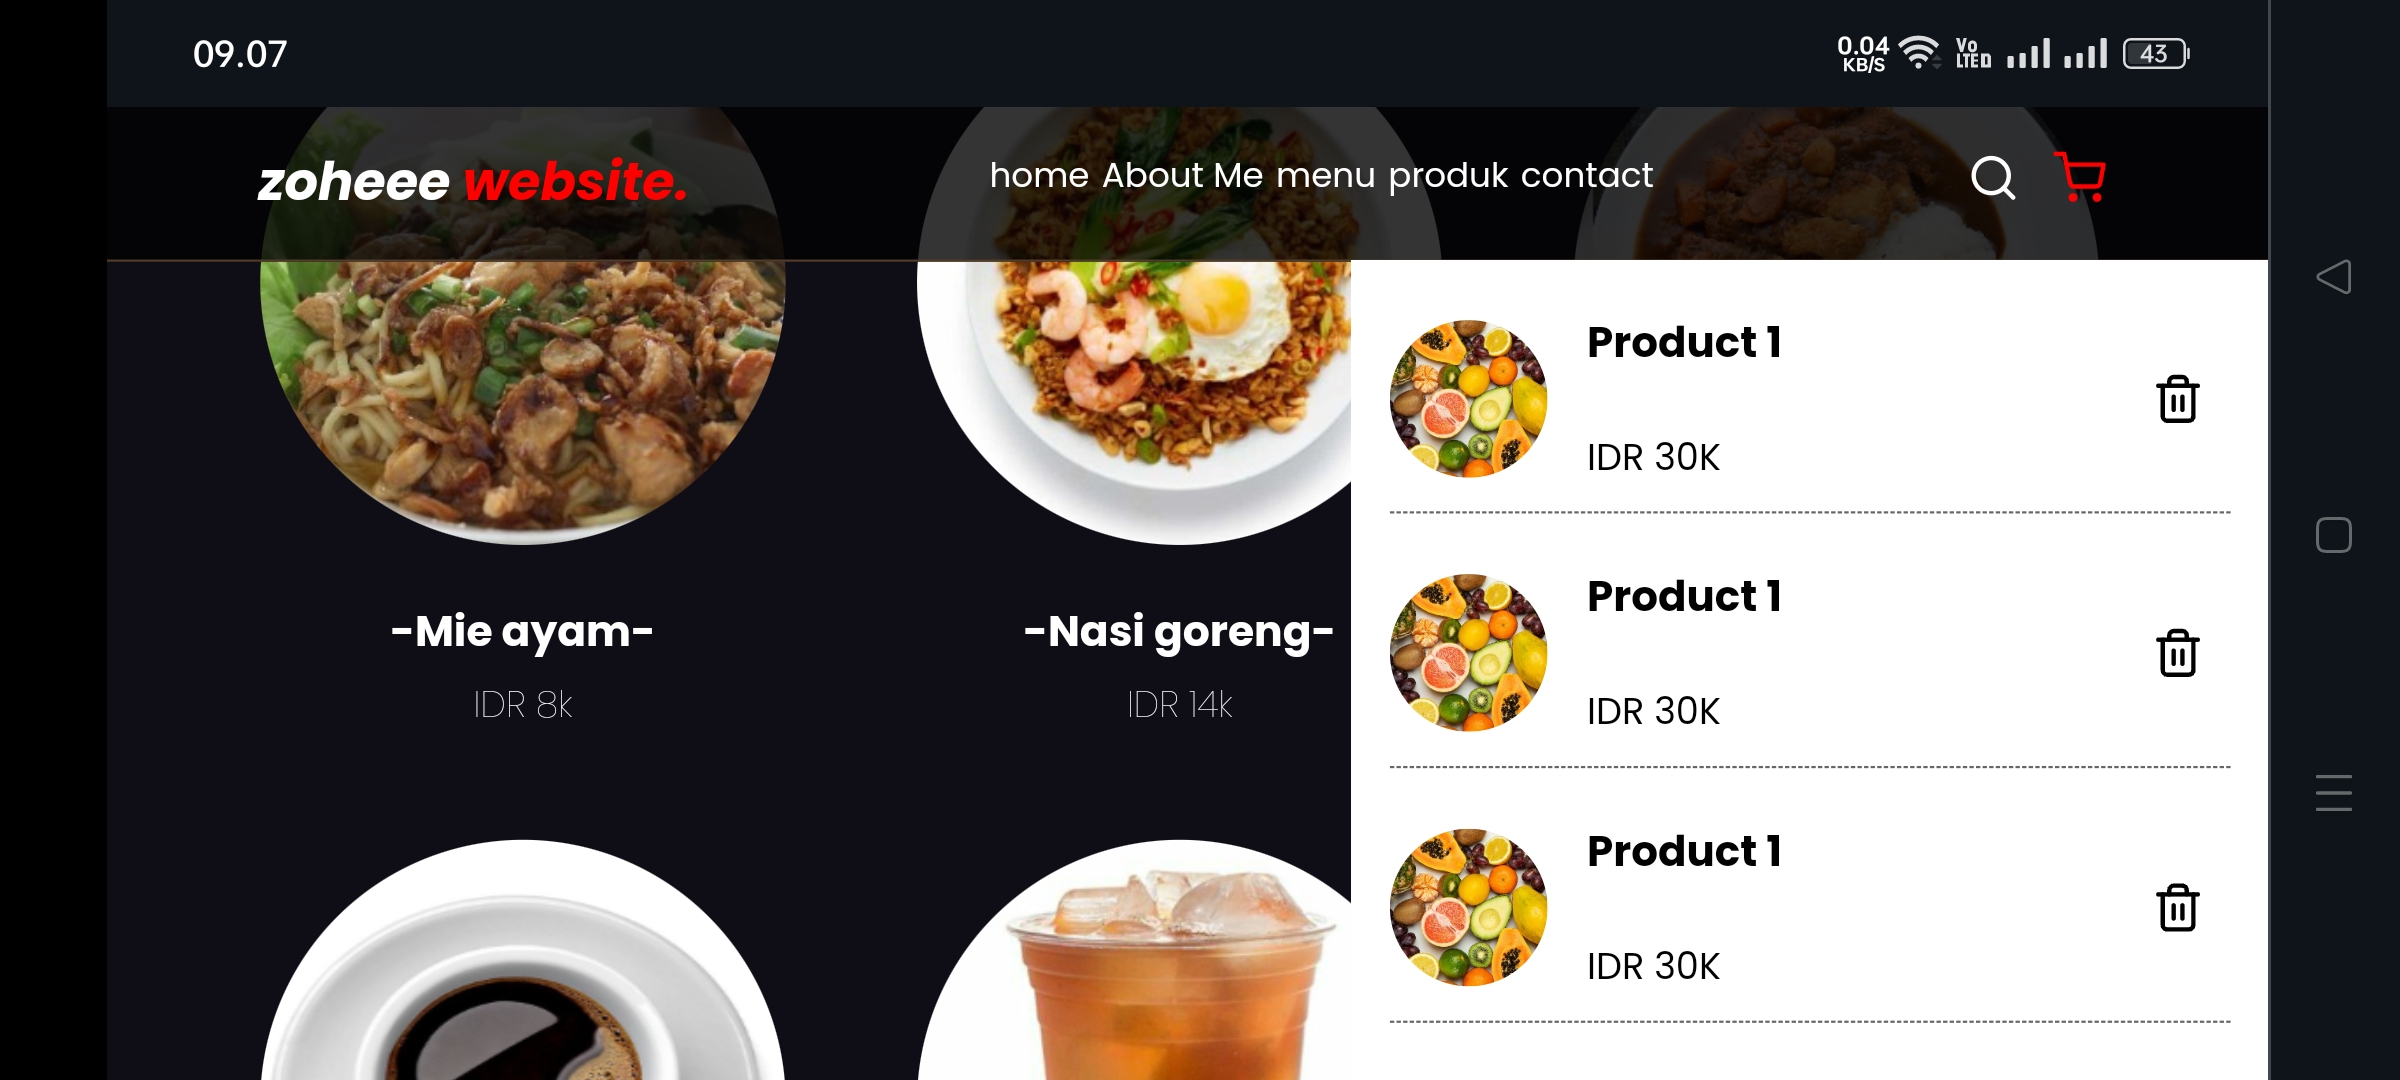 09.07
0.04
KB/S
Vo
LTE
43
zoheee website.
home About Me menu produk contact
-Mie ayam-
IDR 8k
-Nasi goreng-
IDR 14k
Product 1
IDR 30K
Product 1
IDR 30K
Product 1
IDR 30K